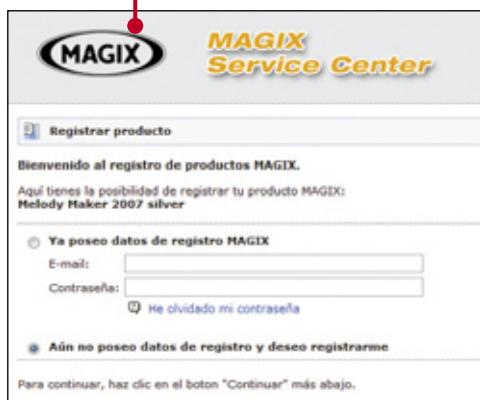 MAGIX
MAGIX
Service Center
Registrar producto
Bienvenido al registro de productos MAGIX.
Aquí tienes la posibilidad de registrar tu producto MAGIX:
Melody Maker 2007 silver
Ya poseo datos de registro MAGIX
E-mail:
Contraseña:
He olvidado mi contraseña
Aún no poseo datos de registro y deseo registrarme
Para continuar, haz clic en el boton "Continuar" más abajo.